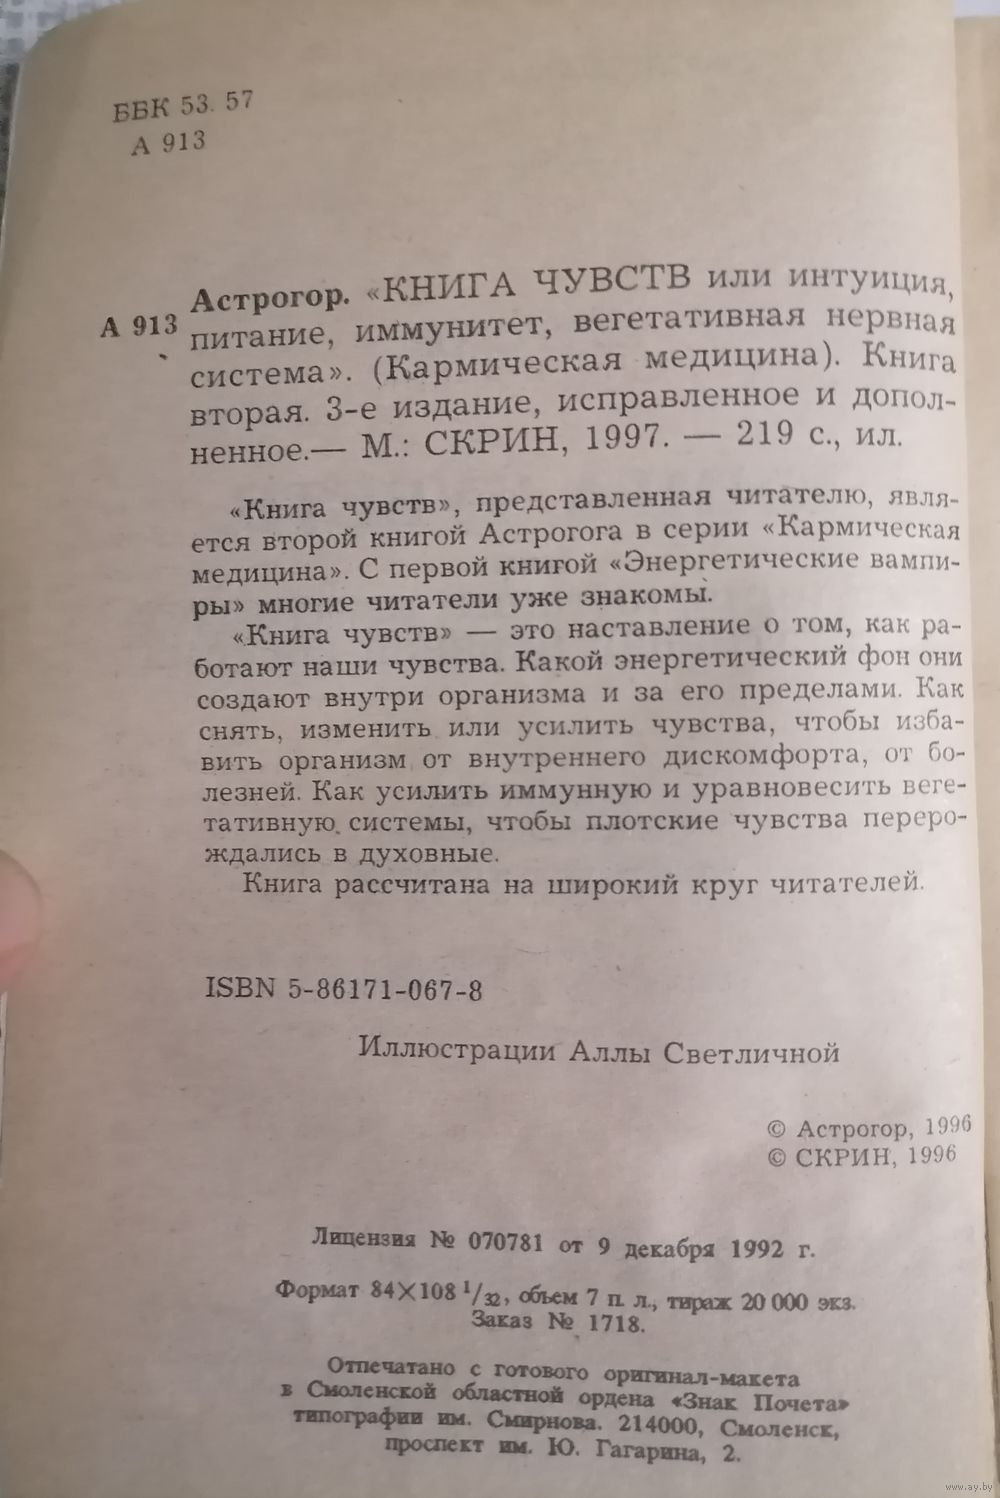 ББК 53. 57
А 913
Астрогор. «КНИГА ЧУВСТВ или интуиция,
А 913 питание, иммунитет, вегетативная нервная
система». (Кармическая медицина). Книга
вторая. 3-е издание, исправленное и допол-
ненное.— М.: СКРИН, 1997. — 219 с., ил.
«Книга чувств», представленная читателю, явля-
ется второй книгой Астрогога в серии «Кармическая
медицина». С первой книгой «Энергетические вампи-
ры» многие читатели уже знакомы.
«Книга чувств» — это наставление о том, как ра-
ботают наши чувства. Какой энергетический фон они
создают внутри организма и за его пределами. Как
снять, изменить или усилить чувства, чтобы изба-
вить организм от внутреннего дискомфорта, от бо-
лезней. Как усилить иммунную и уравновесить веге-
тативную системы, чтобы плотские чувства переро-
ждались в духовные.
Книга рассчитана на широкий круг читателей.
ISBN 5-86171-067-8
Иллюстрации Аллы Светличной
© Астрогор, 1996
© СКРИН, 1996
Лицензия № 070781 от 9 декабря 1992 г.
Формат 84×108 1/32, объем 7 п. л., тираж 20 000 экз.
Заказ № 1718.
Отпечатано с готового оригинал-макета
в Смоленской областной ордена «Знак Почета»
типографии им. Смирнова. 214000, Смоленск,
проспект им. Ю. Гагарина, 2.
www.ay.by